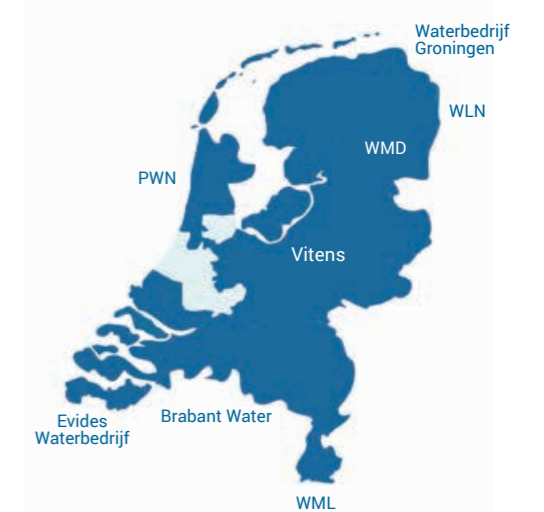 Waterbedrijf
Groningen
WLN
WMD
PWN
Vitens
Evides
Waterbedrijf
Brabant Water
WML